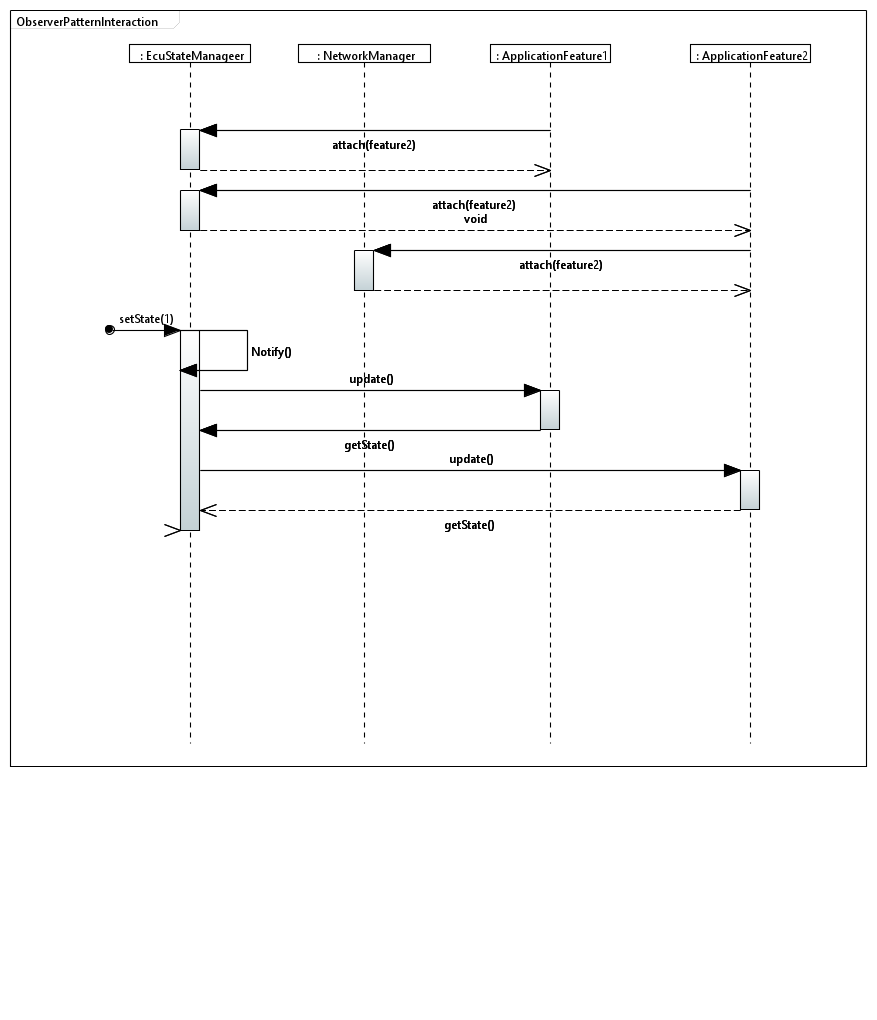 ObserverPatternInteraction
: EcuStateManageer
: NetworkManager
: ApplicationFeature1
: ApplicationFeature2
attach(feature2)
attach(feature2)
void
attach(feature2)
setState(1)
Notify()
update()
getState()
update()
getState()